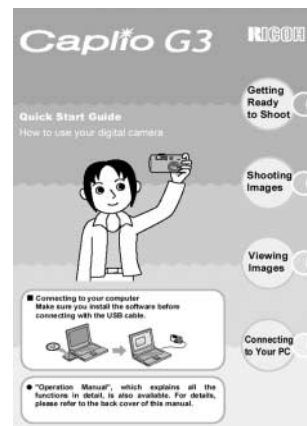 Caplio G3
RICOH
Quick Start Guide
How to use your digital camera
Getting
Ready
to Shoot
Shooting
Images
Viewing
Images
Connecting
to Your PC
■ Connecting to your computer
Make sure you install the software before
connecting with the USB cable.
● "Operation Manual", which explains all the
functions in detail, is also available. For details,
please refer to the back cover of this manual.